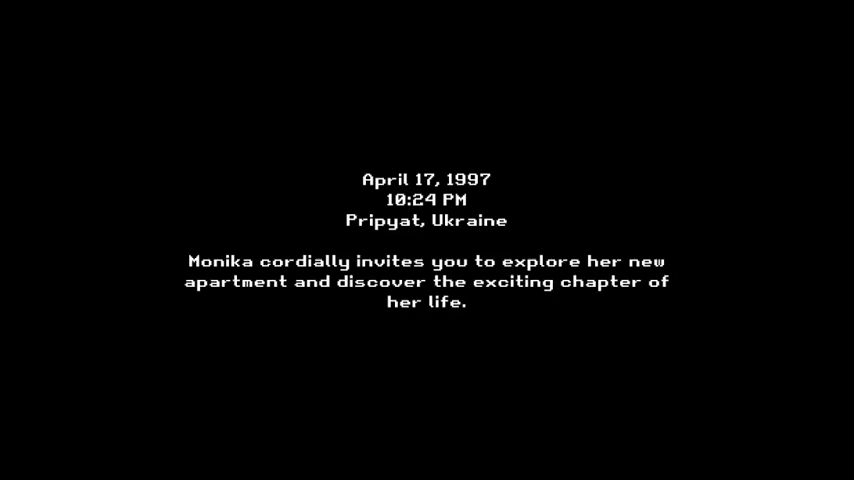 April 17, 1997
10:24 PM
Pripyat, Ukraine
Monika cordially invites you to explore her new
apartment and discover the exciting chapter of
her life.